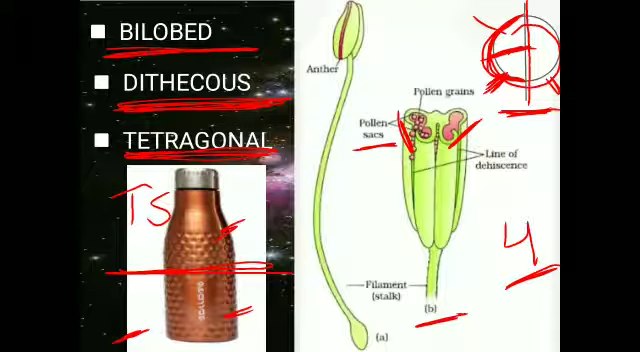 BILOBED
DITHECOUS
TETRAGONAL
TS
Anther
Pollen grains
Pollen
sacs
Line of
dehiscence
4
Filament
(stalk)
(b)
(a)